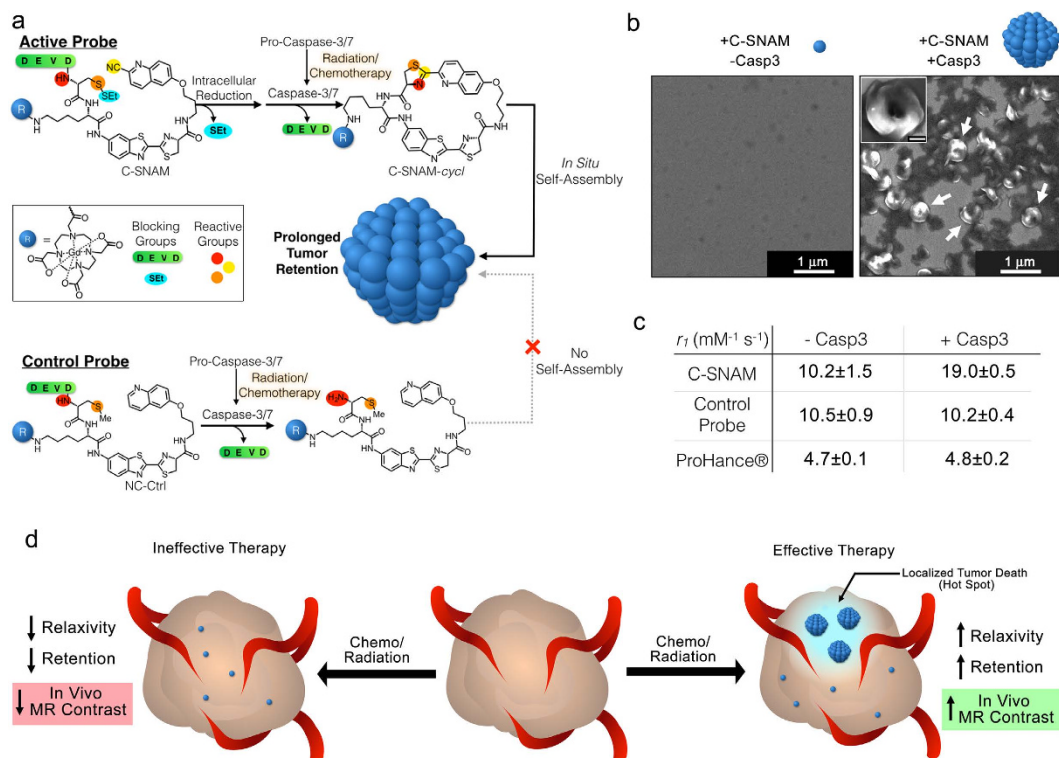 a
Active Probe
D E V D
HN
S
SEt
NC
N
O
O
NH
R
N
H
O
HN
N
S
N
S
O
NH
C-SNAM
Intracellular
Reduction
SEt
Pro-Caspase-3/7
Radiation/
Chemotherapy
Caspase-3/7
D E V D
C-SNAM-cycl
In Situ
Self-Assembly
R
=
Gd
Blocking
Groups
D E V D
SEt
Reactive
Groups
Prolonged
Tumor
Retention
No
Self-Assembly
Control Probe
D E V D
HN
S
Me
R
NC-Ctrl
Pro-Caspase-3/7
Radiation/
Chemotherapy
Caspase-3/7
D E V D
H2N
S
Me
R
b
+C-SNAM
-Casp3
+C-SNAM
+Casp3
1 μm
1 μm
c
r1 (mM-1 s-1) - Casp3 + Casp3
C-SNAM 10.2±1.5 19.0±0.5
Control
Probe 10.5±0.9 10.2±0.4
ProHance® 4.7±0.1 4.8±0.2
d
Ineffective Therapy
Effective Therapy
Localized Tumor Death
(Hot Spot)
Relaxivity
Retention
In Vivo
MR Contrast
Chemo/
Radiation
Chemo/
Radiation
Relaxivity
Retention
In Vivo
MR Contrast